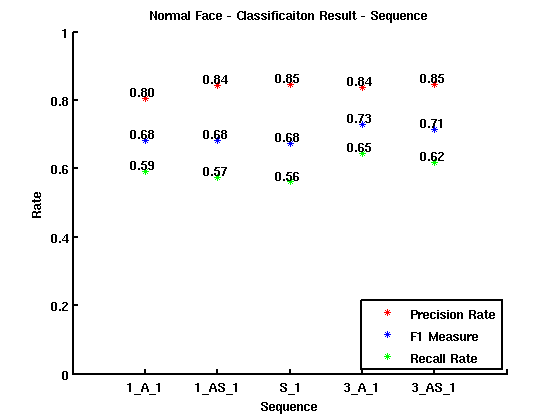 Normal Face - Classificaiton Result - Sequence
1
0.8
0.6
0.4
0.2
0
Rate
0.80 0.84 0.85 0.84 0.85
0.68 0.68 0.68 0.73 0.71
0.59 0.57 0.56 0.65 0.62
Precision Rate
F1 Measure
Recall Rate
1_A_1 1_AS_1 S_1 3_A_1 3_AS_1
Sequence